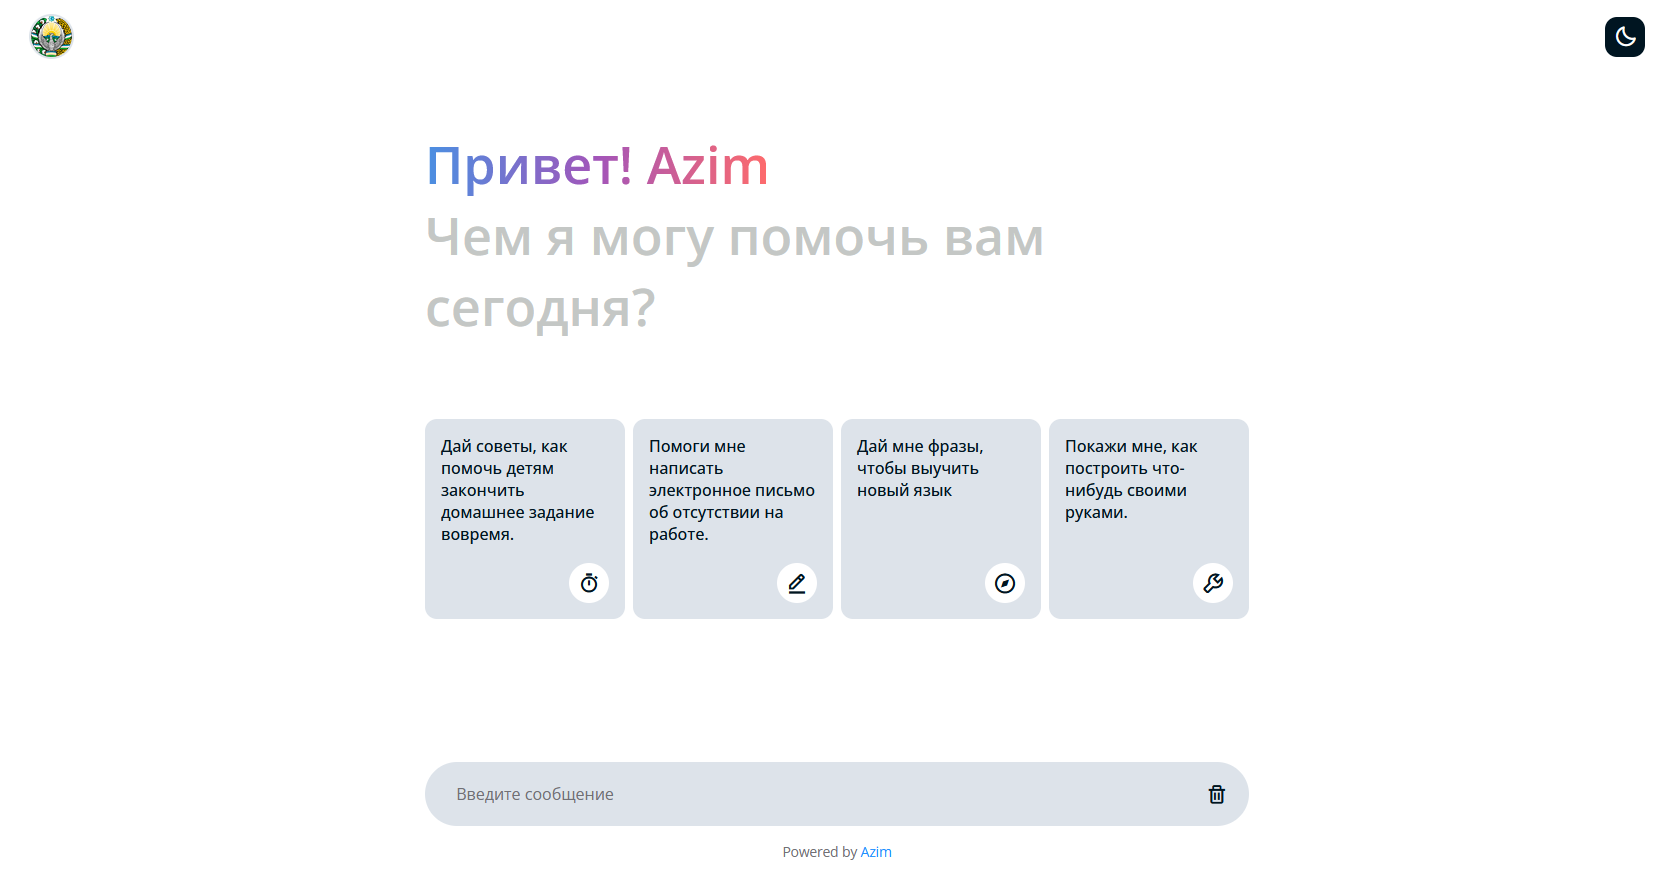 Привет! Azim
Чем я могу помочь вам
сегодня?
Дай советы, как
помочь детям
закончить
домашнее задание
вовремя.
Помоги мне
написать
электронное письмо
об отсутствии на
работе.
Дай мне фразы,
чтобы выучить
новый язык
Покажи мне, как
построить что-
нибудь своими
руками.
Введите сообщение
Powered by Azim